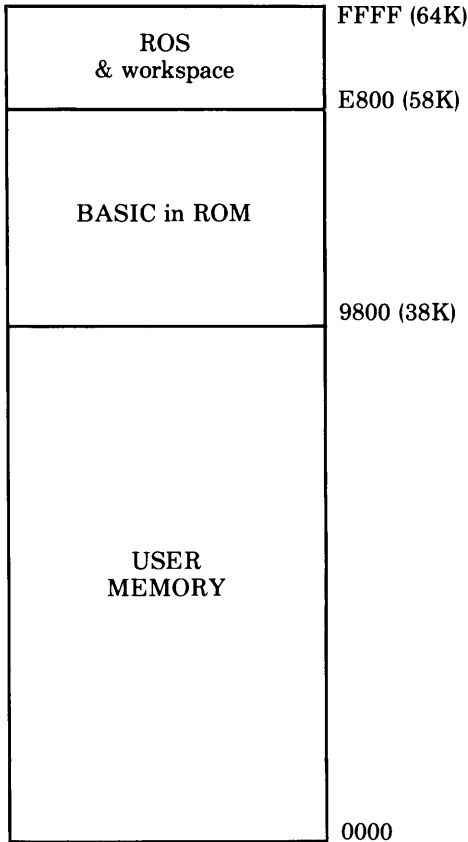 FFFF (64K)
ROS
& workspace
E800 (58K)
BASIC in ROM
9800 (38K)
USER
MEMORY
0000